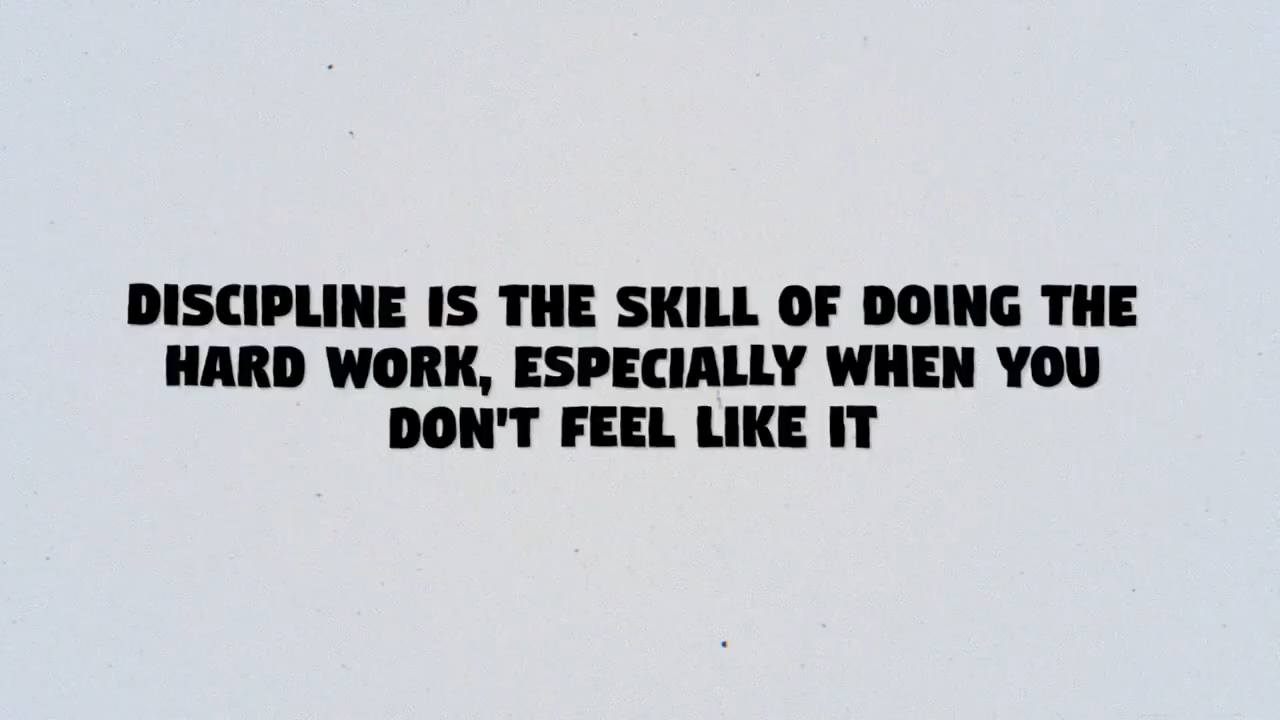 DISCIPLINE IS THE SKILL OF DOING THE
HARD WORK, ESPECIALLY WHEN YOU
DON'T FEEL LIKE IT